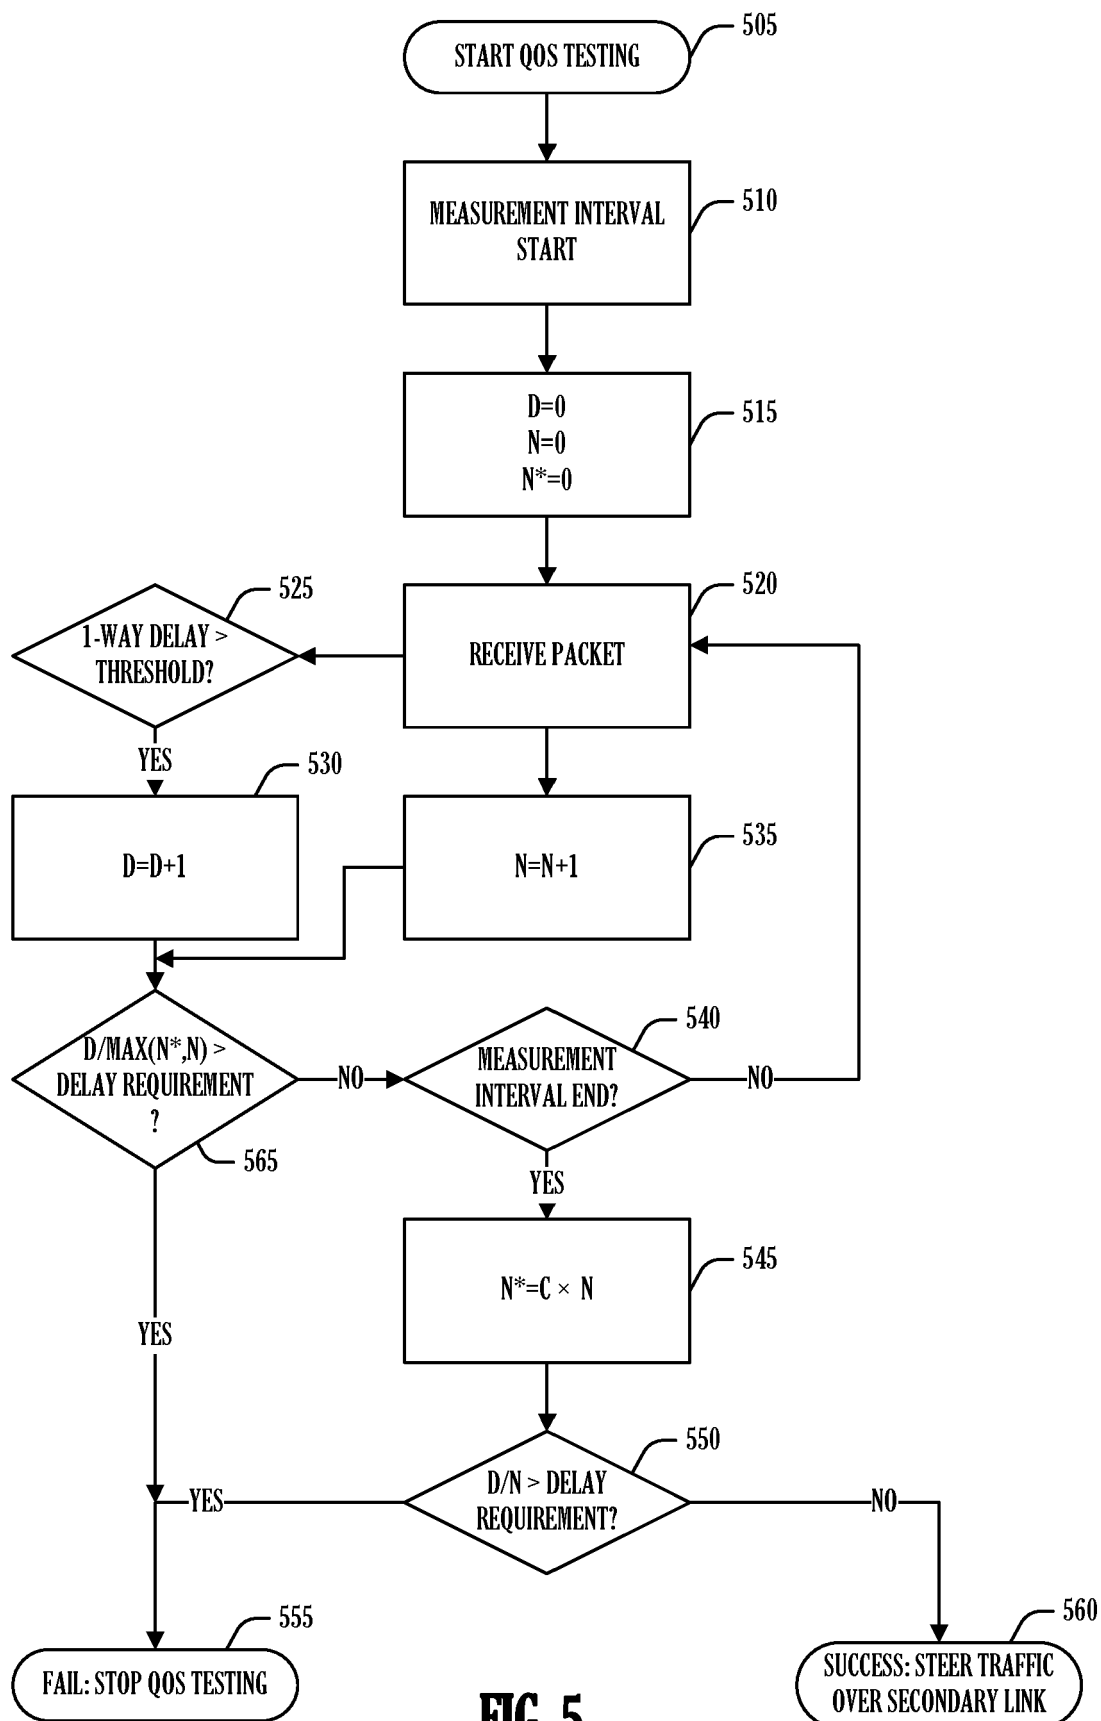 START QOS TESTING
505
MEASUREMENT INTERVAL
START
510
D=0
N=0
N*=0
515
525
1-WAY DELAY >
THRESHOLD?
520
RECEIVE PACKET
YES
530
D=D+1
N=N+1
535
D/MAX(N*,N) >
DELAY REQUIREMENT
?
565
NO
540
MEASUREMENT
INTERVAL END?
NO
YES
N*=C × N
545
YES
550
D/N > DELAY
REQUIREMENT?
YES
NO
555
FAIL: STOP QOS TESTING
560
SUCCESS: STEER TRAFFIC
OVER SECONDARY LINK
FIG. 5